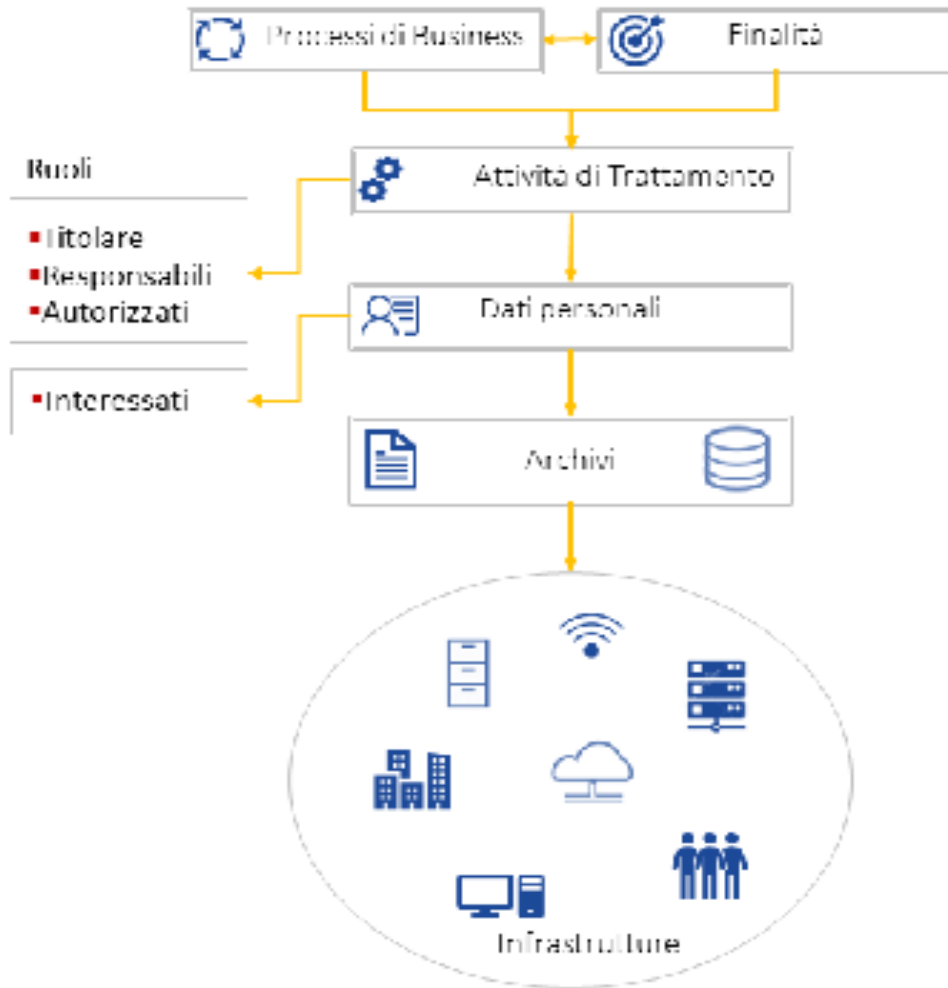 Processi di Business
Finalità
Attività di Trattamento
Ruoli
Titolare
Responsabili
Autorizzati
Dati personali
Interessati
Archivi
Infrastrutture